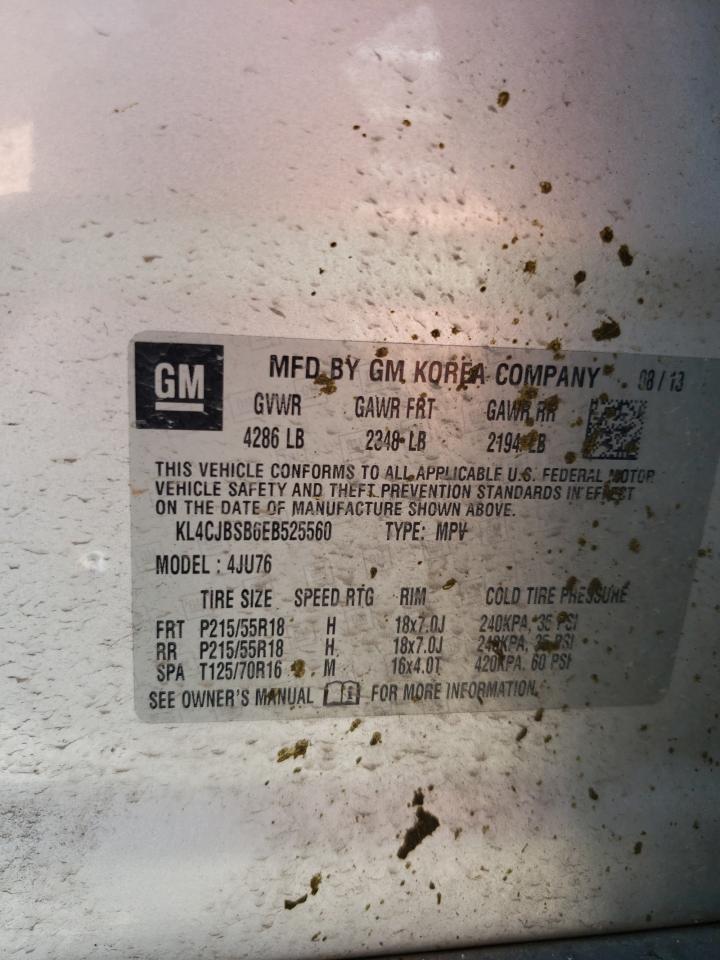 GM
MFD BY GM KOREA COMPANY 08/13
GVWR GAWR FRT GAWR RR
4286 LB 2348 LB 2194 LB
THIS VEHICLE CONFORMS TO ALL APPLICABLE U.S. FEDERAL MOTOR
VEHICLE SAFETY AND THEFT PREVENTION STANDARDS IN EFFECT
ON THE DATE OF MANUFACTURE SHOWN ABOVE.
KL4CJBSB6EB525560 TYPE: MPV
MODEL : 4JU76
TIRE SIZE SPEED RTG RIM COLD TIRE PRESSURE
FRT P215/55R18 H 18x7.0J 240KPA, 35 PSI
RR P215/55R18 H 18x7.0J 240KPA, 35 PSI
SPA T125/70R16 M 16x4.0T 420KPA, 60 PSI
SEE OWNER'S MANUAL FOR MORE INFORMATION.